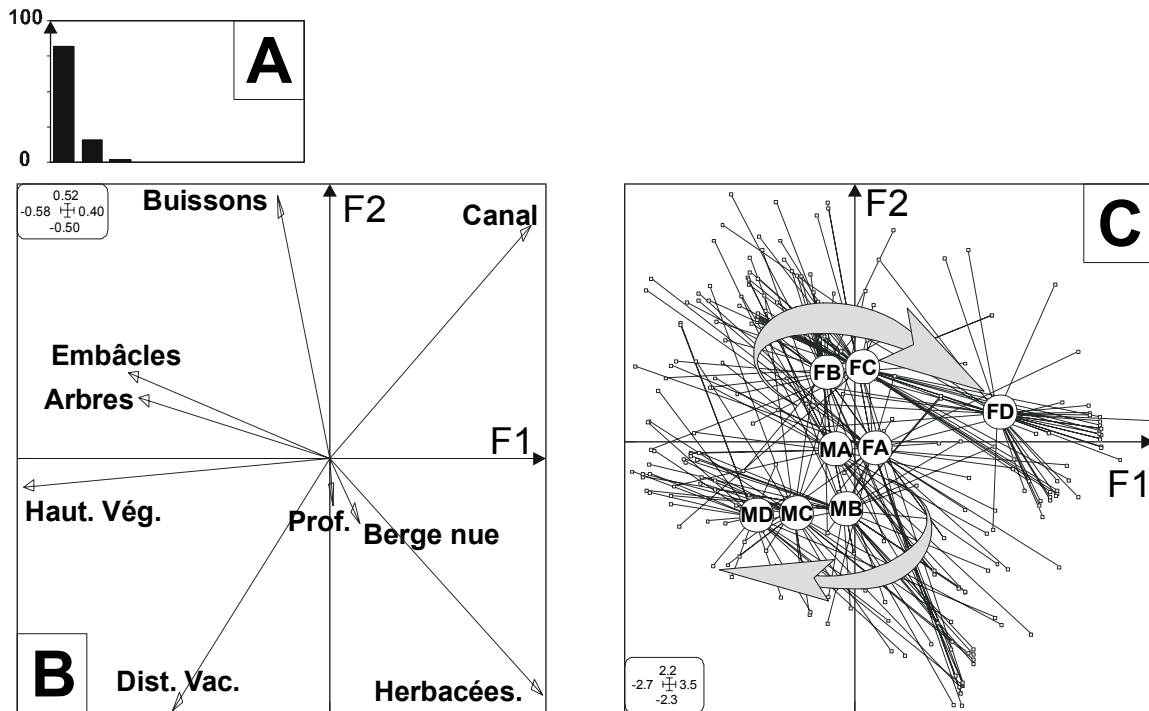 100
A
0
0.52
-0.58 0.40
-0.50
Buissons
F2
Canal
Embâcles
Arbres
F1
Haut. Vég.
Prof.
Berge nue
B
Dist. Vac.
Herbacées.
F2
C
FB
FC
FD
MA
FA
F1
MD
MC
MB
2.2
-2.7 3.5
-2.3